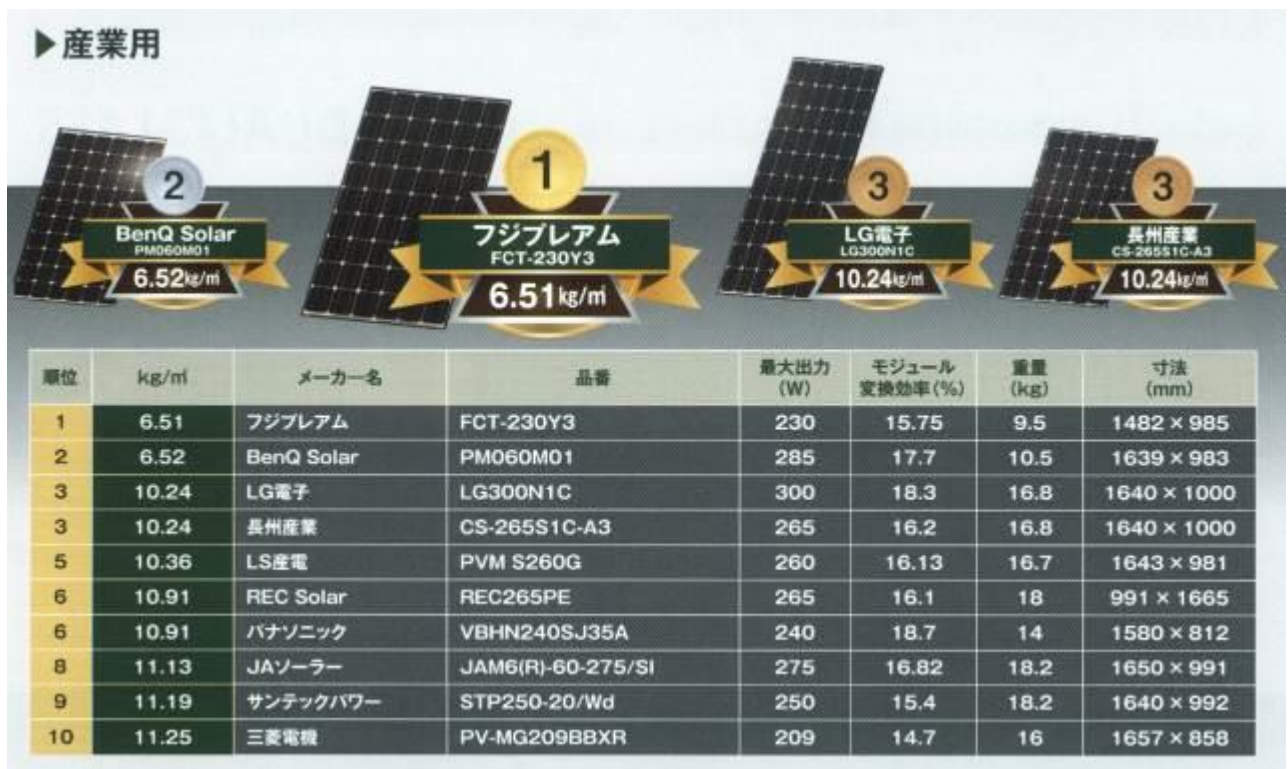 ▶産業用
2
BenQ Solar
PM060M01
6.52kg/㎡
1
フジプレアム
FCT-230Y3
6.51kg/㎡
3
LG電子
LG300N1C
10.24kg/㎡
3
長州産業
CS-265S1C-A3
10.24kg/㎡
順位 kg/㎡ メーカー名 品番 最大出力(W) モジュール変換効率(%) 重量(kg) 寸法(mm)
1 6.51 フジプレアム FCT-230Y3 230 15.75 9.5 1482×985
2 6.52 BenQ Solar PM060M01 285 17.7 10.5 1639×983
3 10.24 LG電子 LG300N1C 300 18.3 16.8 1640×1000
3 10.24 長州産業 CS-265S1C-A3 265 16.2 16.8 1640×1000
5 10.36 LS産電 PVM S260G 260 16.13 16.7 1643×981
6 10.91 REC Solar REC265PE 265 16.1 18 991×1665
6 10.91 パナソニック VBHN240SJ35A 240 18.7 14 1580×812
8 11.13 JAソーラー JAM6(R)-60-275/SI 275 16.82 18.2 1650×991
9 11.19 サンテックパワー STP250-20/Wd 250 15.4 18.2 1640×992
10 11.25 三菱電機 PV-MG209BBXR 209 14.7 16 1657×858